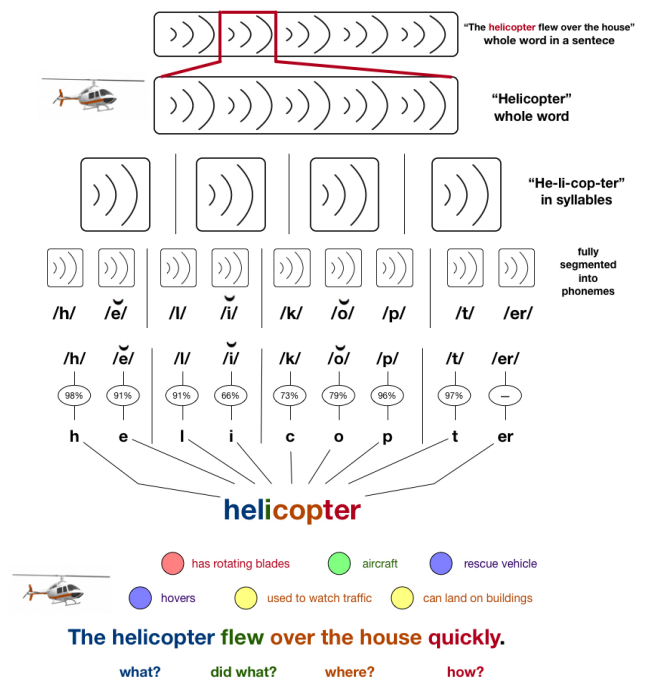 “The helicopter flew over the house”
whole word in a sentece
“Helicopter”
whole word
“He-li-cop-ter”
in syllables
fully
segmented
into
phonemes
/h/ /ĕ/ /l/ /ĭ/ /k/ /ŏ/ /p/ /t/ /er/
/h/ /ĕ/ /l/ /ĭ/ /k/ /ŏ/ /p/ /t/ /er/
98% 91% 91% 66% 73% 79% 96% 97% —
h e l i c o p t er
helicopter
has rotating blades aircraft rescue vehicle
hovers used to watch traffic can land on buildings
The helicopter flew over the house quickly.
what? did what? where? how?